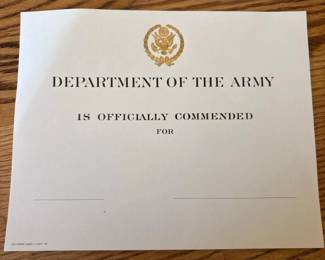 DEPARTMENT OF THE ARMY
IS OFFICIALLY COMMENDED
FOR